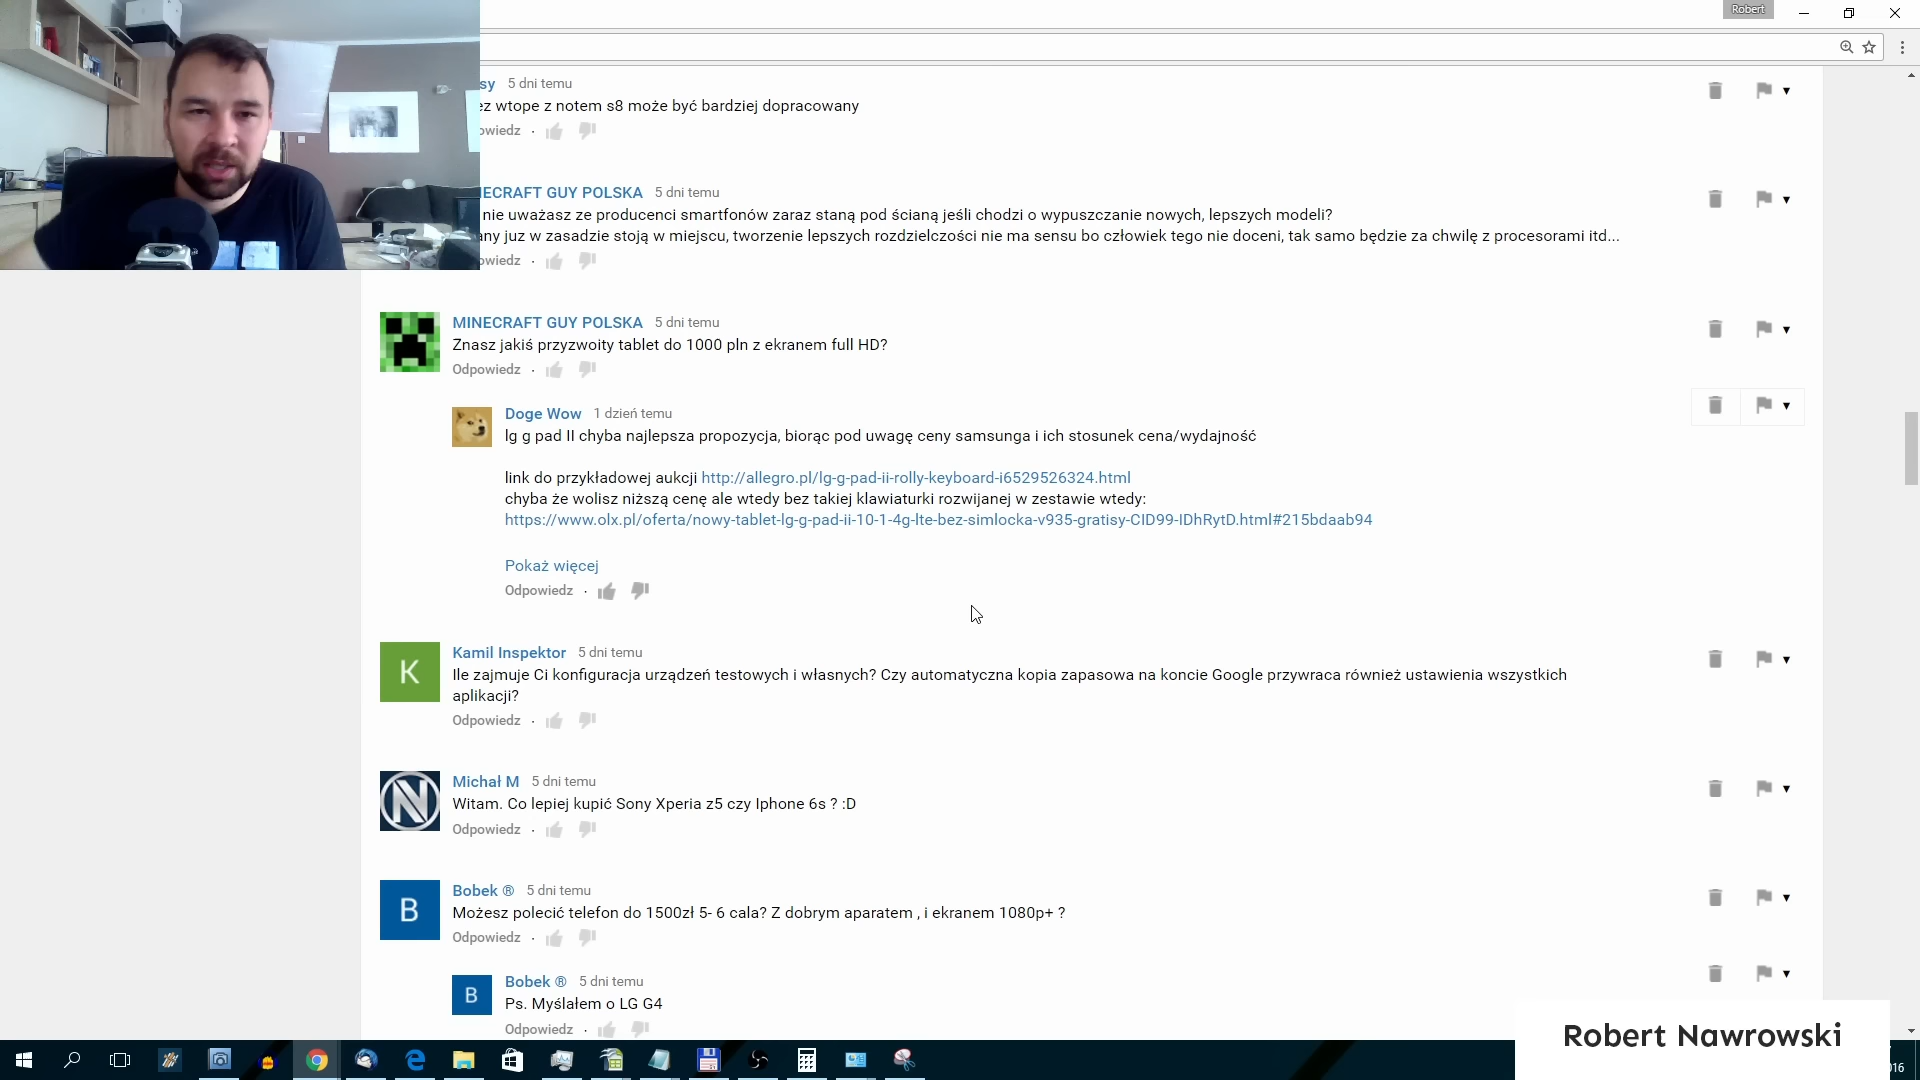 Robert
sy 5 dni temu
ez wtope z notem s8 może być bardziej dopracowany
owiedz ·
IECRAFT GUY POLSKA 5 dni temu
nie uważasz ze producenci smartfonów zaraz staną pod ścianą jeśli chodzi o wypuszczanie nowych, lepszych modeli?
any juz w zasadzie stoją w miejscu, tworzenie lepszych rozdzielczości nie ma sensu bo człowiek tego nie doceni, tak samo będzie za chwilę z procesorami itd...
owiedz ·
MINECRAFT GUY POLSKA 5 dni temu
Znasz jakiś przyzwoity tablet do 1000 pln z ekranem full HD?
Odpowiedz ·
Doge Wow 1 dzień temu
lg g pad II chyba najlepsza propozycja, biorąc pod uwagę ceny samsunga i ich stosunek cena/wydajność
link do przykładowej aukcji http://allegro.pl/lg-g-pad-ii-rolly-keyboard-i6529526324.html
chyba że wolisz niższą cenę ale wtedy bez takiej klawiaturki rozwijanej w zestawie wtedy:
https://www.olx.pl/oferta/nowy-tablet-lg-g-pad-ii-10-1-4g-lte-bez-simlocka-v935-gratisy-CID99-IDhRytD.html#215bdaab94
Pokaż więcej
Odpowiedz ·
K
Kamil Inspektor 5 dni temu
Ile zajmuje Ci konfiguracja urządzeń testowych i własnych? Czy automatyczna kopia zapasowa na koncie Google przywraca również ustawienia wszystkich
aplikacji?
Odpowiedz ·
Michał M 5 dni temu
Witam. Co lepiej kupić Sony Xperia z5 czy Iphone 6s ? :D
Odpowiedz ·
B
Bobek ® 5 dni temu
Możesz polecić telefon do 1500zł 5- 6 cala? Z dobrym aparatem , i ekranem 1080p+ ?
Odpowiedz ·
B
Bobek ® 5 dni temu
Ps. Myślałem o LG G4
Odpowiedz ·
Robert Nawrowski
016